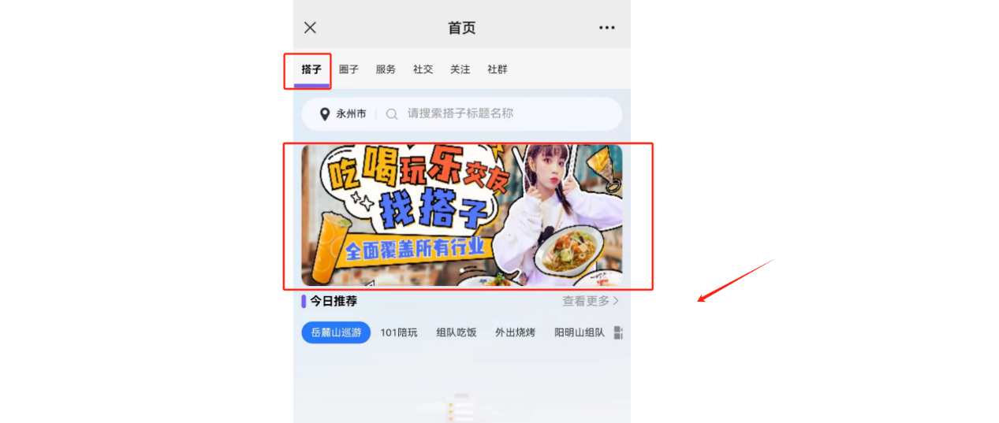 首页
搭子 圈子 服务 社交 关注 社群
永州市 请搜索搭子标题名称
吃喝玩乐交友
找搭子
全面覆盖所有行业
今日推荐 查看更多
岳麓山巡游 101陪玩 组队吃饭 外出烧烤 阳明山组队